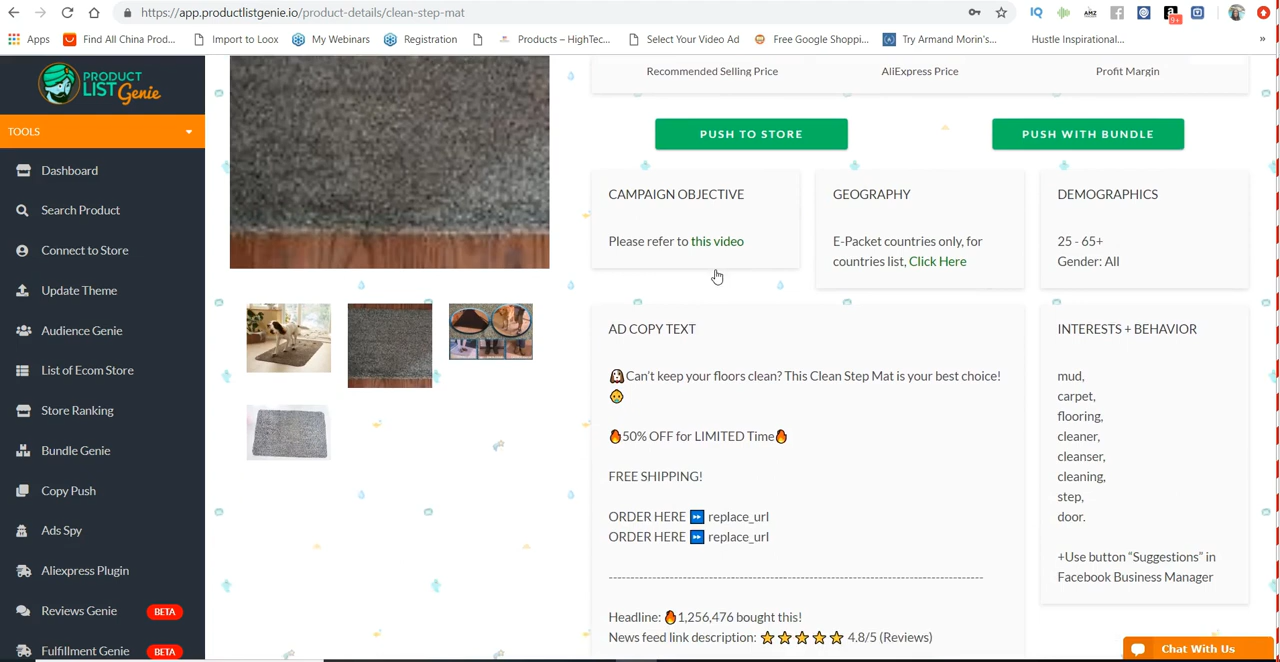 https://app.productlistgenie.io/product-details/clean-step-mat
IQ
AMZ
9+
Apps
Find All China Prod...
Import to Loox
My Webinars
Registration
Products – HighTec...
Select Your Video Ad
Free Google Shoppi...
Try Armand Morin's...
Hustle Inspirational...
»
PRODUCT
LIST Genie
TOOLS
Dashboard
Search Product
Connect to Store
Update Theme
Audience Genie
List of Ecom Store
Store Ranking
Bundle Genie
Copy Push
Ads Spy
Aliexpress Plugin
Reviews Genie BETA
Fulfillment Genie BETA
Recommended Selling Price
AliExpress Price
Profit Margin
PUSH TO STORE
PUSH WITH BUNDLE
CAMPAIGN OBJECTIVE
Please refer to this video
GEOGRAPHY
E-Packet countries only, for
countries list, Click Here
DEMOGRAPHICS
25 - 65+
Gender: All
AD COPY TEXT
🐶Can't keep your floors clean? This Clean Step Mat is your best choice!
👶
🔥50% OFF for LIMITED Time🔥
FREE SHIPPING!
ORDER HERE ⏩ replace_url
ORDER HERE ⏩ replace_url
--------------------------------------------------------------------------------------
Headline: 🔥1,256,476 bought this!
News feed link description: ⭐⭐⭐⭐⭐ 4.8/5 (Reviews)
INTERESTS + BEHAVIOR
mud,
carpet,
flooring,
cleaner,
cleanser,
cleaning,
step,
door.
+Use button “Suggestions” in
Facebook Business Manager
Chat With Us